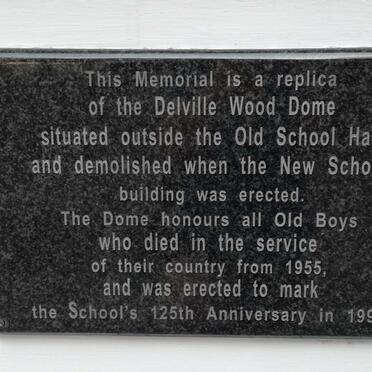 This Memorial is a replica
of the Delville Wood Dome
situated outside the Old School Ha
and demolished when the New Scho
building was erected.
The Dome honours all Old Boys
who died in the service
of their country from 1955,
and was erected to mark
the School's 125th Anniversary in 199